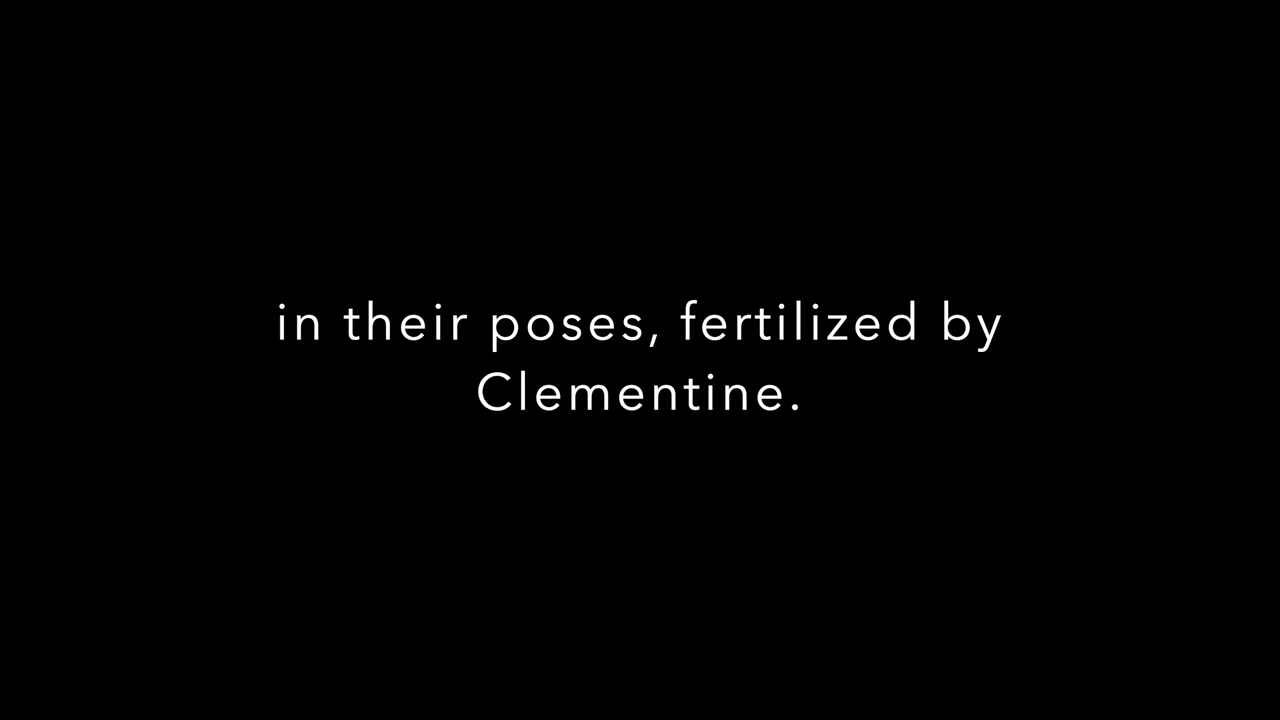 in their poses, fertilized by
Clementine.